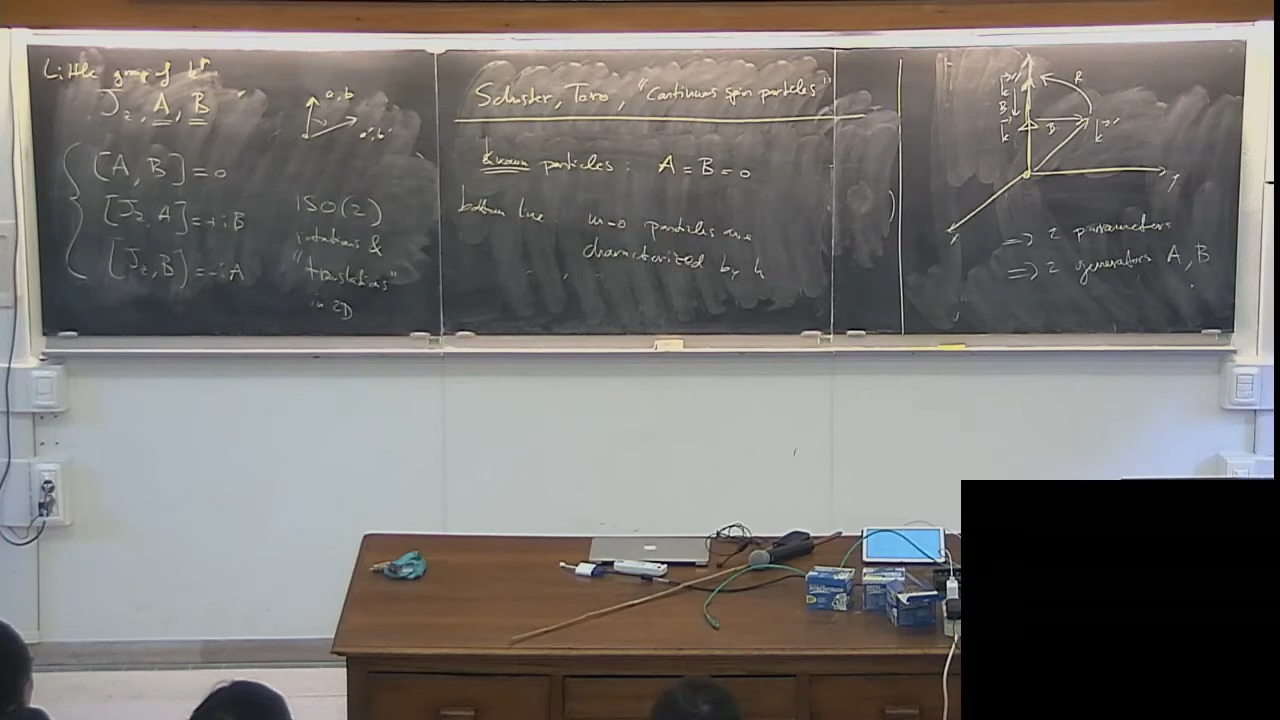 Little group of k^μ
J_z, A, B
[A, B] = 0
[J_z, A] = +iB
[J_z, B] = -iA
a, b
a', b'
ISO(2)
rotations &
"translations"
in 2D
Schuster, Toro, "Continuous spin particles"
known particles: A = B = 0
bottom line m=0 particles are
characterized by h
k''
R
B
k
B
k'
y
x
=> 2 parameters
=> 2 generators A, B